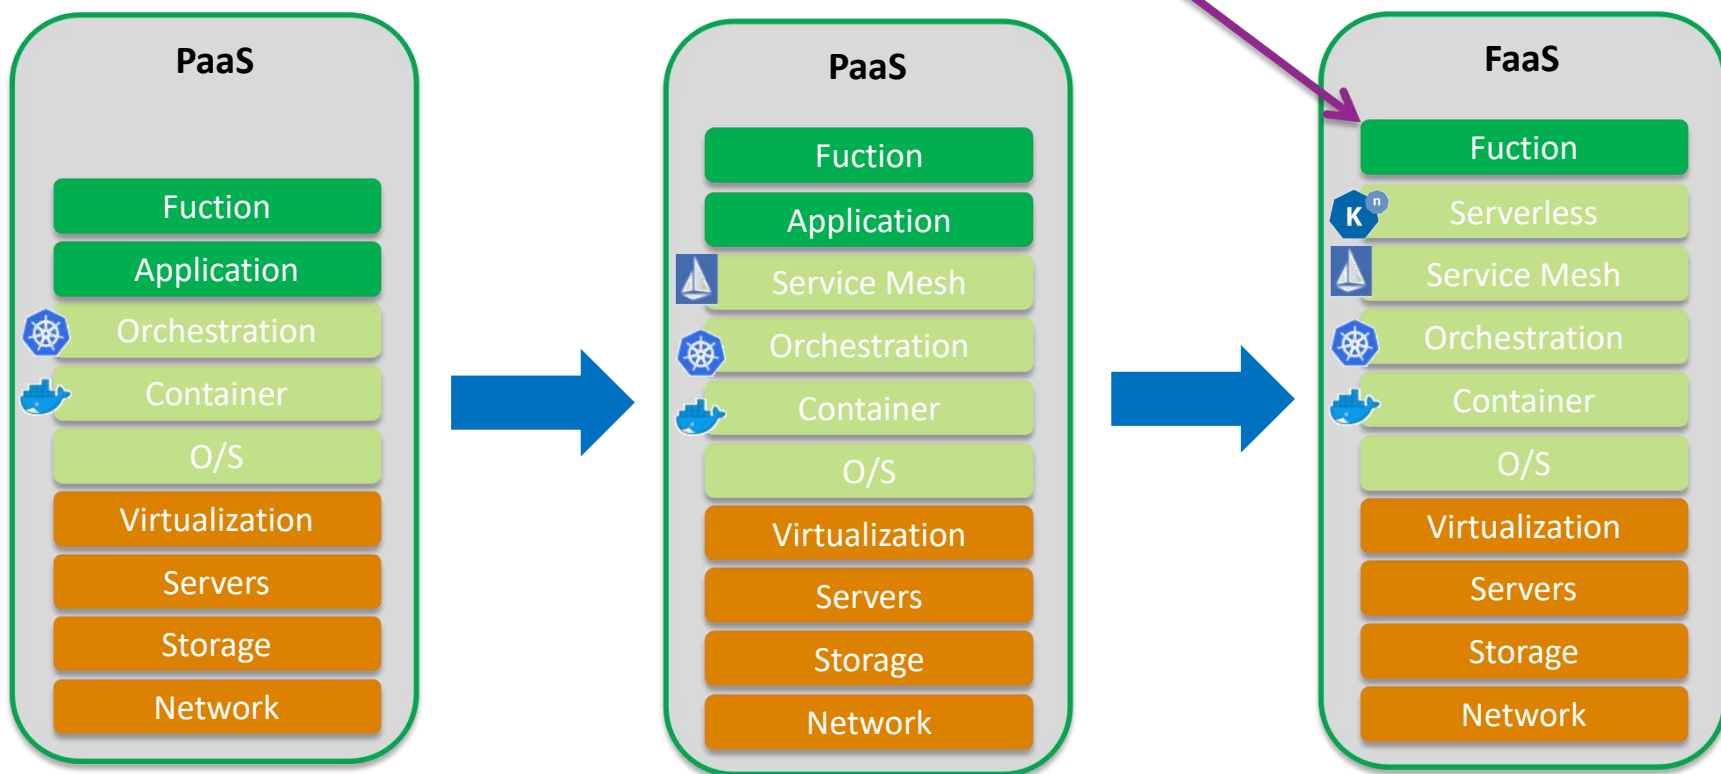 PaaS
Fuction
Application
Orchestration
Container
O/S
Virtualization
Servers
Storage
Network
PaaS
Fuction
Application
Service Mesh
Orchestration
Container
O/S
Virtualization
Servers
Storage
Network
FaaS
Fuction
K n
Serverless
Service Mesh
Orchestration
Container
O/S
Virtualization
Servers
Storage
Network